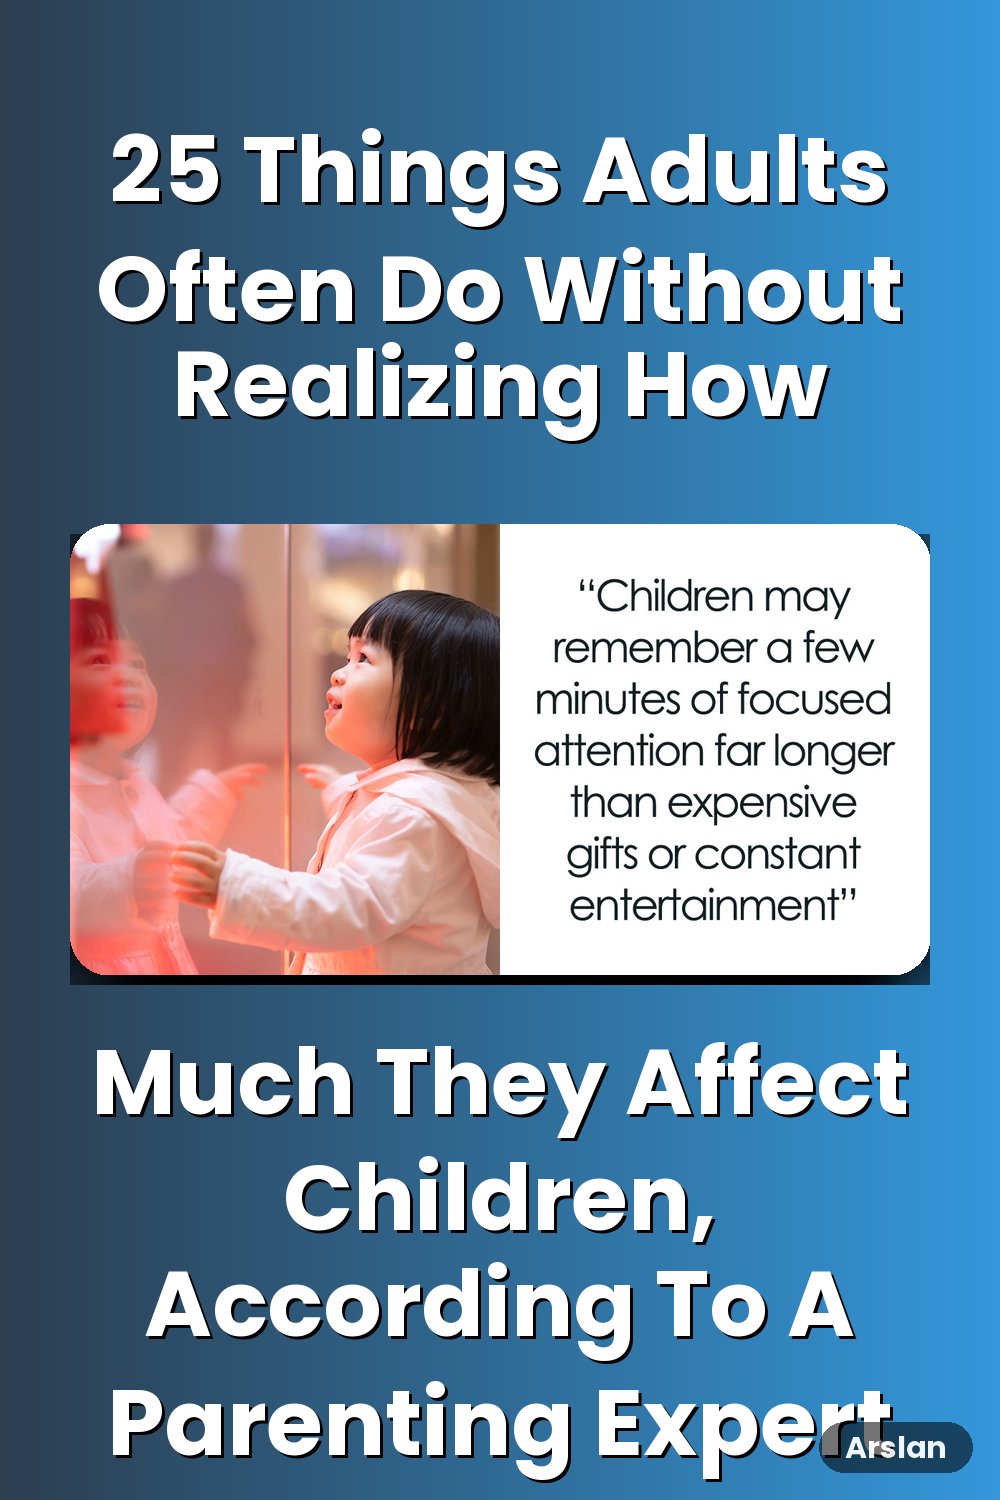 25 Things Adults
Often Do Without
Realizing How
“Children may
remember a few
minutes of focused
attention far longer
than expensive
gifts or constant
entertainment”
Much They Affect
Children,
According To A
Parenting Expert
Arslan